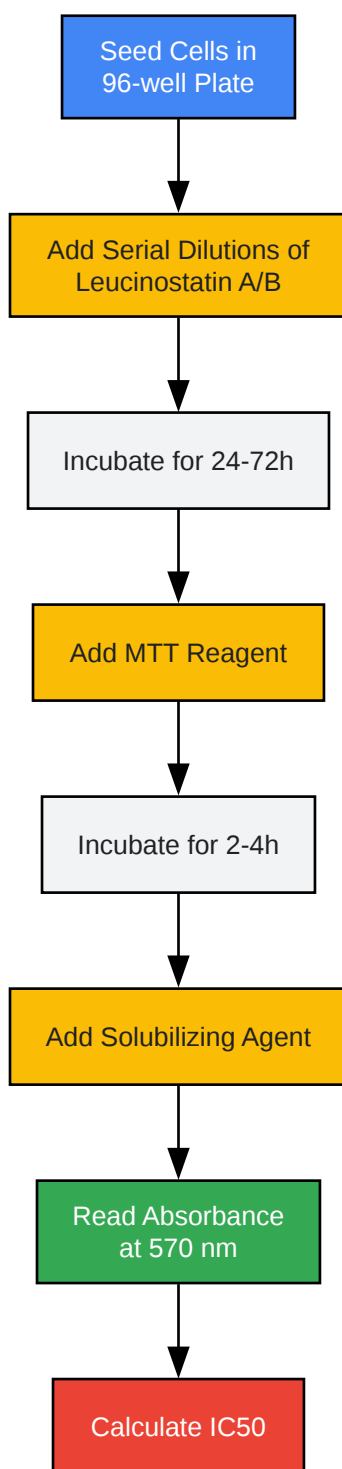 Seed Cells in
96-well Plate
Add Serial Dilutions of
Leucinostatin A/B
Incubate for 24-72h
Add MTT Reagent
Incubate for 2-4h
Add Solubilizing Agent
Read Absorbance
at 570 nm
Calculate IC50